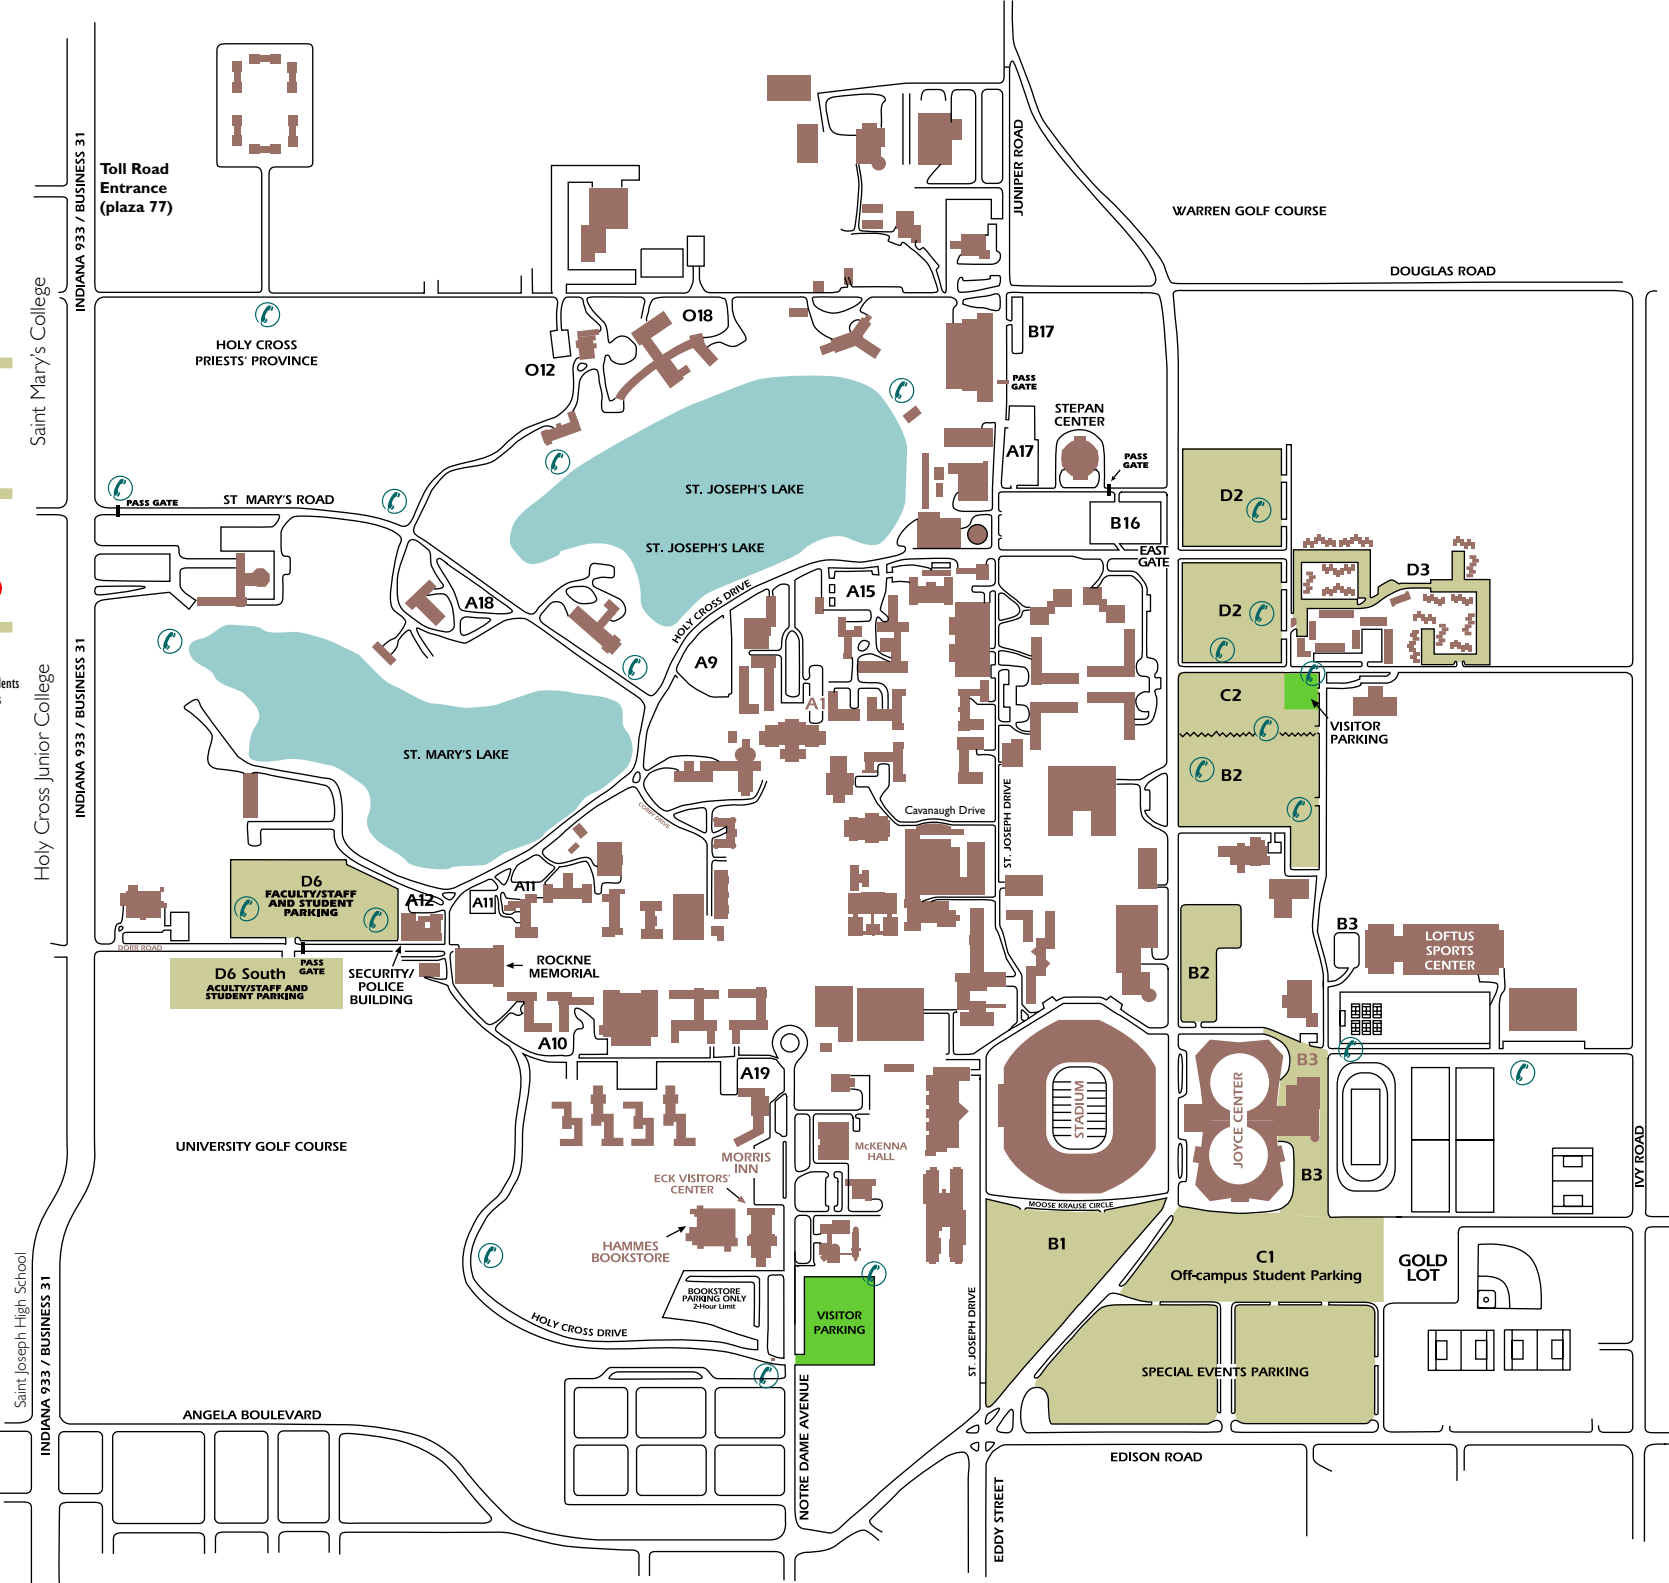 Toll Road
Entrance
(plaza 77)
INDIANA 933 / BUSINESS 31
JUNIPER ROAD
WARREN GOLF COURSE
DOUGLAS ROAD
Saint Mary's College
HOLY CROSS
PRIESTS' PROVINCE
O18
O12
B17
PASS
GATE
STEPAN
CENTER
A17
PASS
GATE
PASS GATE
ST MARY'S ROAD
ST. JOSEPH'S LAKE
ST. JOSEPH'S LAKE
D2
B16
EAST
GATE
D3
HOLY CROSS DRIVE
A15
A18
D2
A9
A1
C2
VISITOR
PARKING
Holy Cross Junior College
INDIANA 933 / BUSINESS 31
ST. MARY'S LAKE
B2
CORBY DRIVE
Cavanaugh Drive
ST. JOSEPH DRIVE
D6
FACULTY/STAFF
AND STUDENT
PARKING
A12
A11
A11
DORR ROAD
PASS
GATE
D6 South
ACULTY/STAFF AND
STUDENT PARKING
SECURITY/
POLICE
BUILDING
ROCKNE
MEMORIAL
B2
B3
LOFTUS
SPORTS
CENTER
A10
A19
B3
STADIUM
JOYCE CENTER
B3
UNIVERSITY GOLF COURSE
MORRIS
INN
McKENNA
HALL
ECK VISITORS'
CENTER
HAMMES
BOOKSTORE
MOOSE KRAUSE CIRCLE
IVY ROAD
B1
C1
Off-campus Student Parking
GOLD
LOT
BOOKSTORE
PARKING ONLY
2-Hour Limit
VISITOR
PARKING
HOLY CROSS DRIVE
ST. JOSEPH DRIVE
SPECIAL EVENTS PARKING
Saint Joseph High School
INDIANA 933 / BUSINESS 31
ANGELA BOULEVARD
NOTRE DAME AVENUE
EDISON ROAD
EDDY STREET